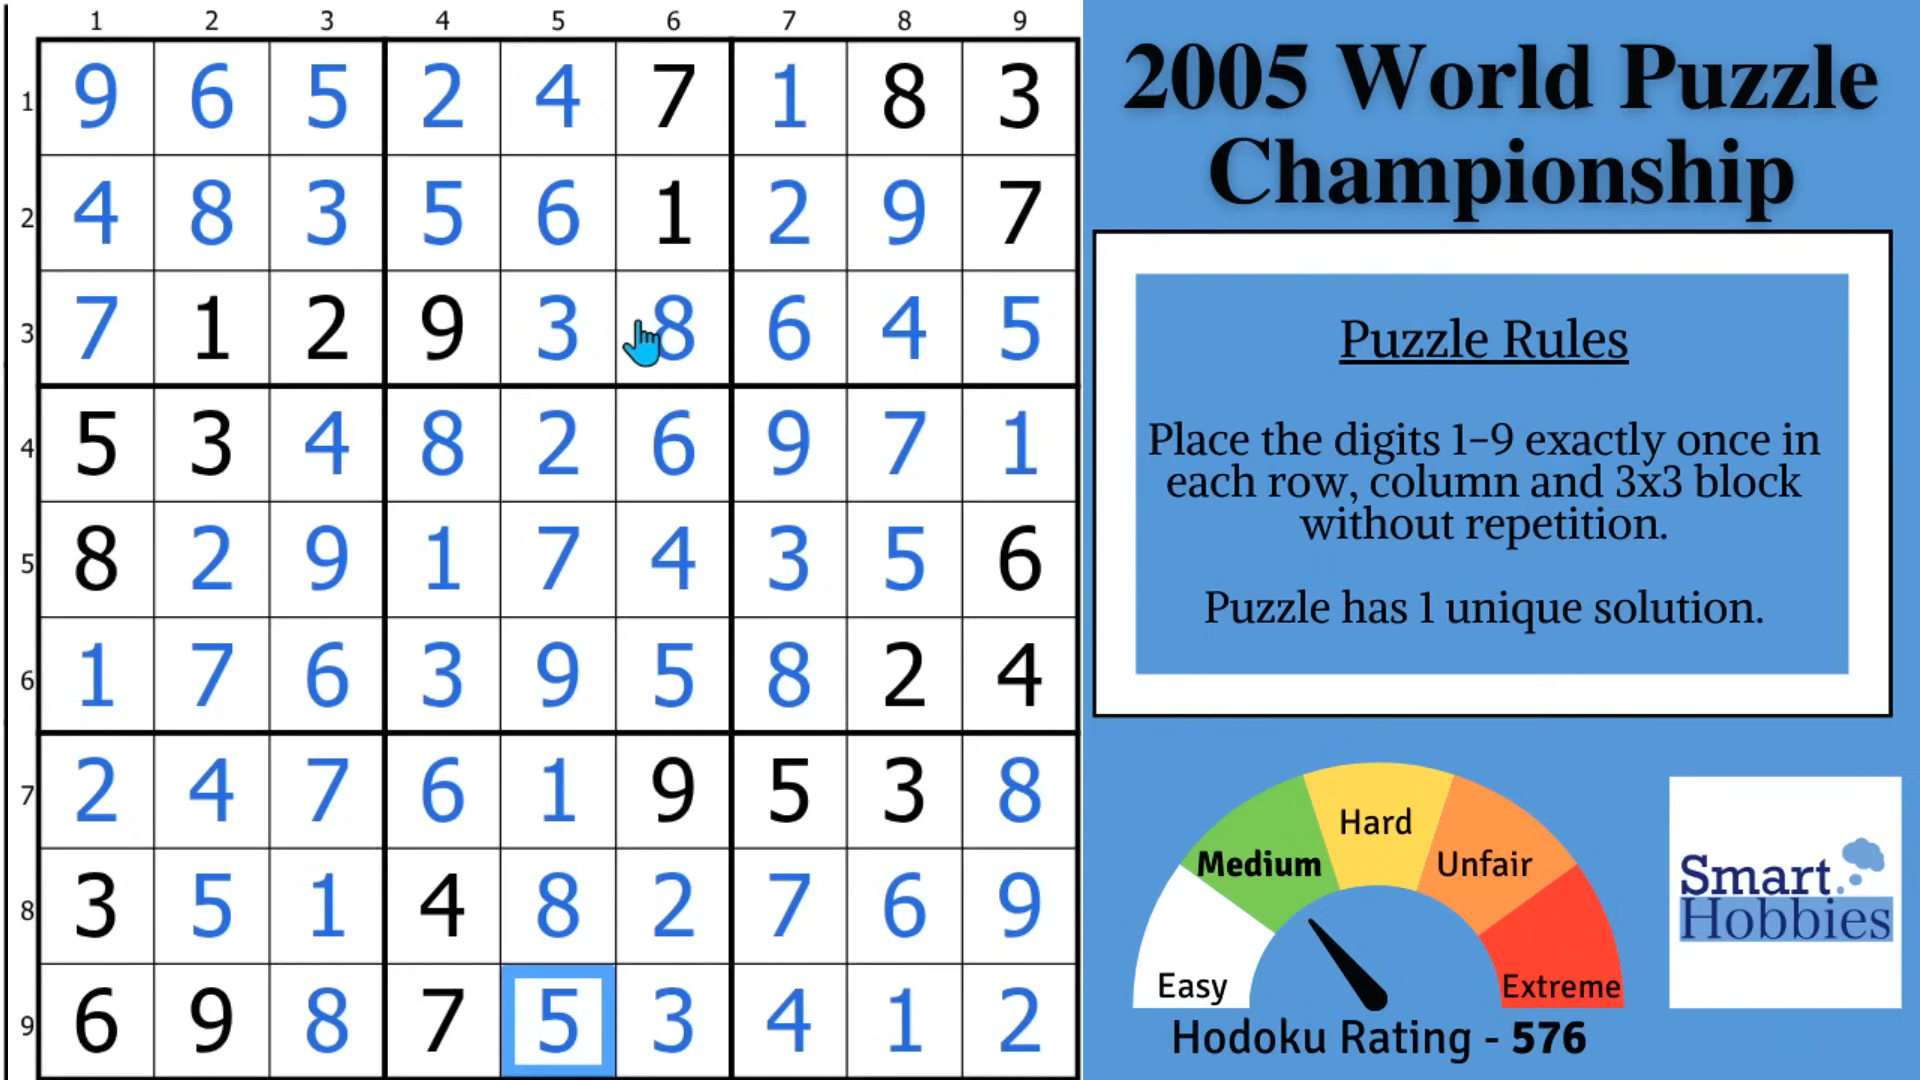 1 2 3 4 5 6 7 8 9
1 9 6 5 2 4 7 1 8 3
2 4 8 3 5 6 1 2 9 7
3 7 1 2 9 3 8 6 4 5
4 5 3 4 8 2 6 9 7 1
5 8 2 9 1 7 4 3 5 6
6 1 7 6 3 9 5 8 2 4
7 2 4 7 6 1 9 5 3 8
8 3 5 1 4 8 2 7 6 9
9 6 9 8 7 5 3 4 1 2
2005 World Puzzle
Championship
Puzzle Rules
Place the digits 1-9 exactly once in
each row, column and 3x3 block
without repetition.
Puzzle has 1 unique solution.
Easy
Medium
Hard
Unfair
Extreme
Hodoku Rating - 576
Smart
Hobbies